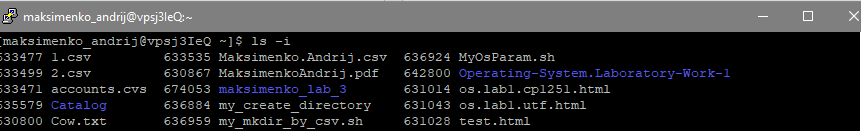 maksimenko_andrij@vpsj3IeQ:~
[maksimenko_andrij@vpsj3IeQ ~]$ ls -i
633477 1.csv 633535 Maksimenko.Andrij.csv 636924 MyOsParam.sh
633499 2.csv 630867 MaksimenkoAndrij.pdf 642800 Operating-System.Laboratory-Work-1
633471 accounts.cvs 674053 maksimenko_lab_3 631014 os.lab1.cp1251.html
635579 Catalog 636884 my_create_directory 631043 os.lab1.utf.html
630800 Cow.txt 636959 my_mkdir_by_csv.sh 631028 test.html